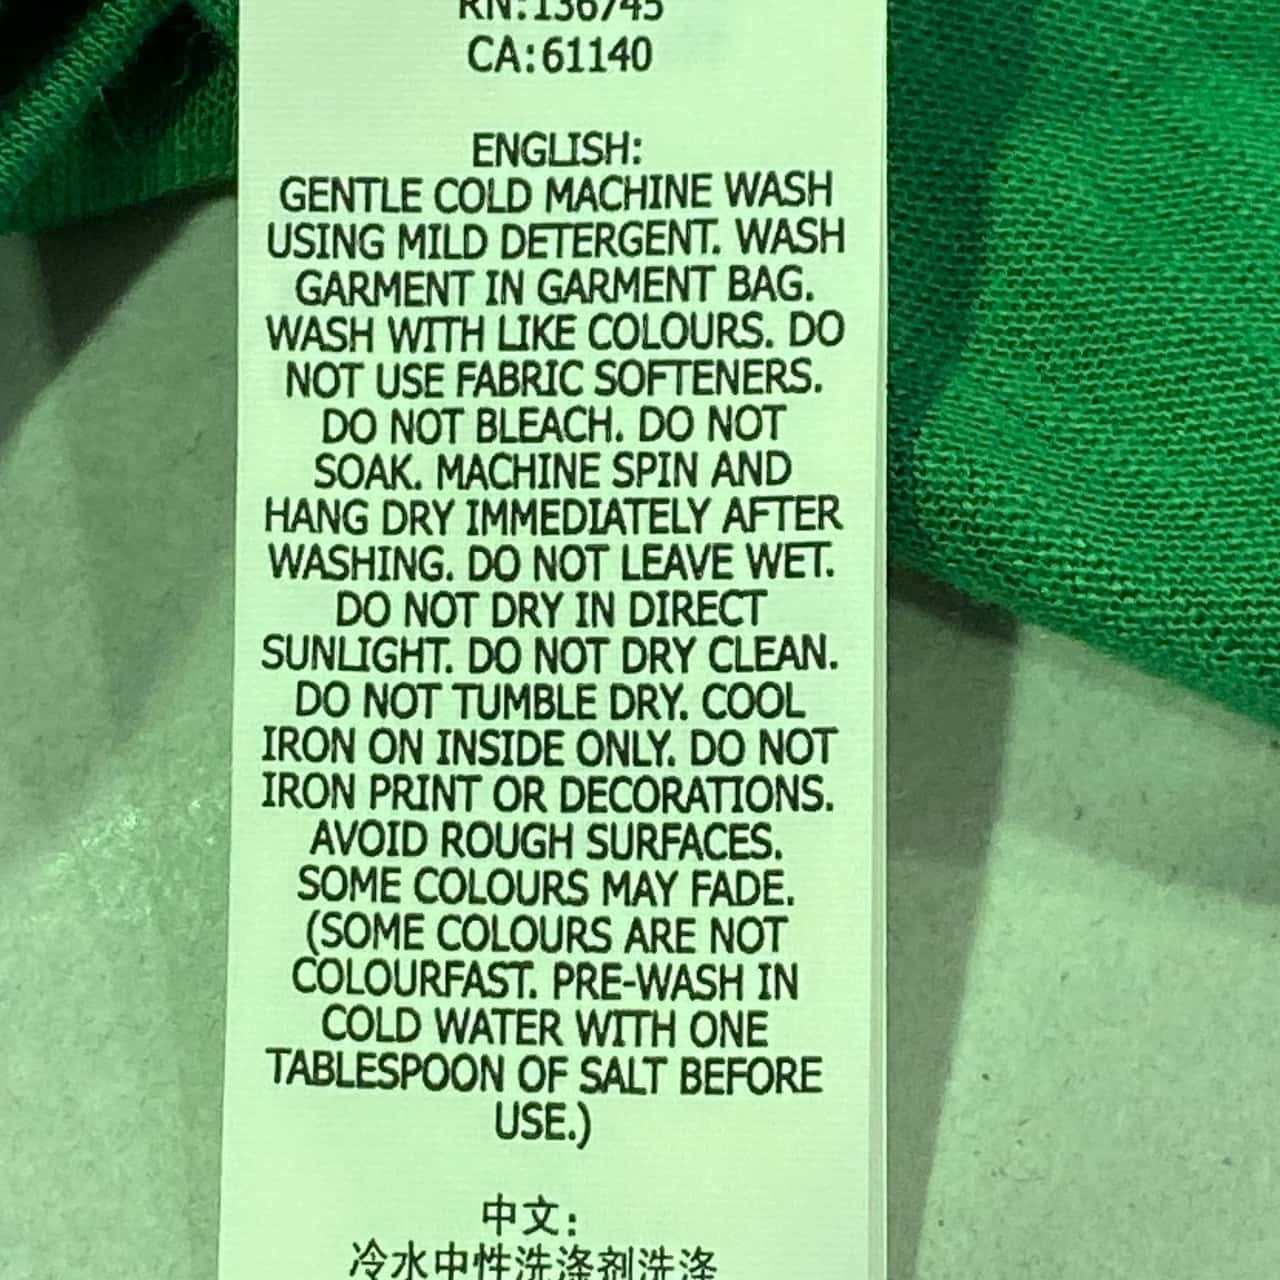 RN:136745
CA:61140
ENGLISH:
GENTLE COLD MACHINE WASH
USING MILD DETERGENT. WASH
GARMENT IN GARMENT BAG.
WASH WITH LIKE COLOURS. DO
NOT USE FABRIC SOFTENERS.
DO NOT BLEACH. DO NOT
SOAK. MACHINE SPIN AND
HANG DRY IMMEDIATELY AFTER
WASHING. DO NOT LEAVE WET.
DO NOT DRY IN DIRECT
SUNLIGHT. DO NOT DRY CLEAN.
DO NOT TUMBLE DRY. COOL
IRON ON INSIDE ONLY. DO NOT
IRON PRINT OR DECORATIONS.
AVOID ROUGH SURFACES.
SOME COLOURS MAY FADE.
(SOME COLOURS ARE NOT
COLOURFAST. PRE-WASH IN
COLD WATER WITH ONE
TABLESPOON OF SALT BEFORE
USE.)
中文:
冷水中性洗涤剂洗涤